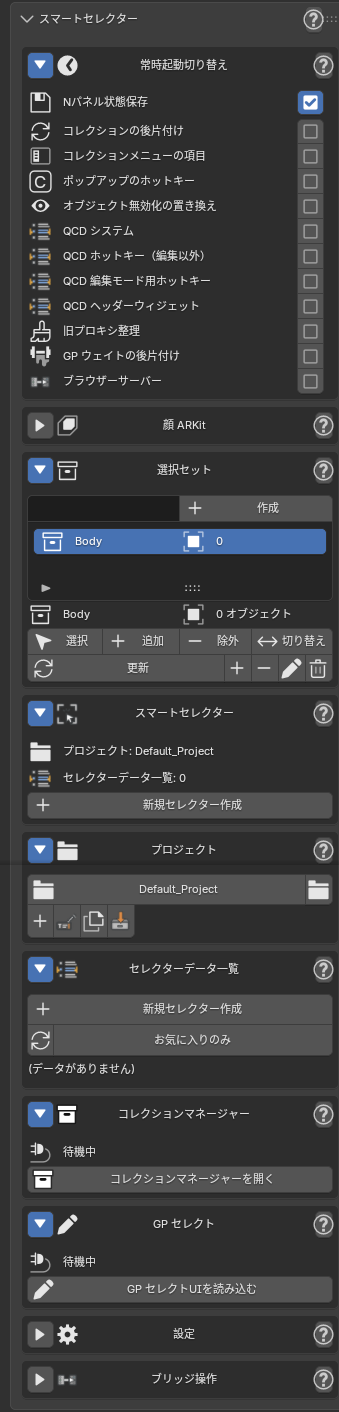 スマートセレクター
常時起動切り替え
Nパネル状態保存
コレクションの後片付け
コレクションメニューの項目
ポップアップのホットキー
オブジェクト無効化の置き換え
QCD システム
QCD ホットキー（編集以外）
QCD 編集モード用ホットキー
QCD ヘッダーウィジェット
旧プロキシ整理
GP ウェイトの後片付け
ブラウザーサーバー
顔 ARKit
選択セット
作成
Body 0
Body 0 オブジェクト
選択 追加 除外 切り替え
更新
スマートセレクター
プロジェクト: Default_Project
セレクターデータ一覧: 0
新規セレクター作成
プロジェクト
Default_Project
セレクターデータ一覧
新規セレクター作成
お気に入りのみ
(データがありません)
コレクションマネージャー
待機中
コレクションマネージャーを開く
GP セレクト
待機中
GP セレクトUIを読み込む
設定
ブリッジ操作